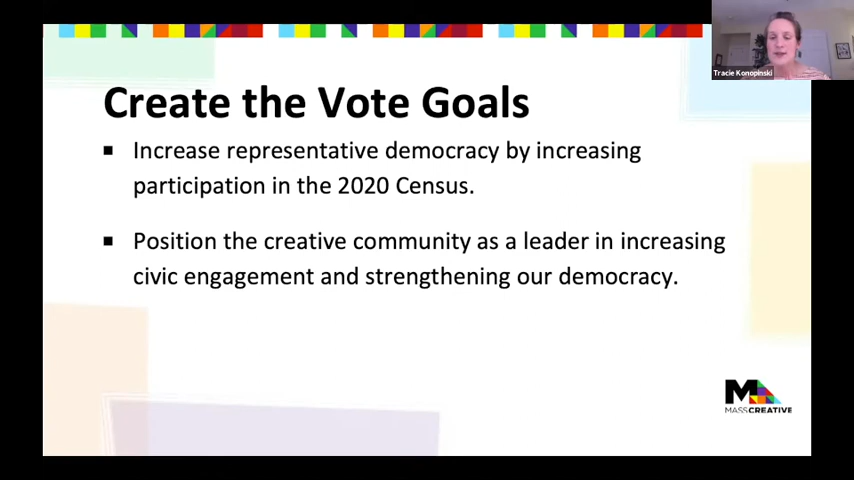 Tracie Konopinski
Create the Vote Goals
Increase representative democracy by increasing
participation in the 2020 Census.
Position the creative community as a leader in increasing
civic engagement and strengthening our democracy.
M
MASSCREATIVE